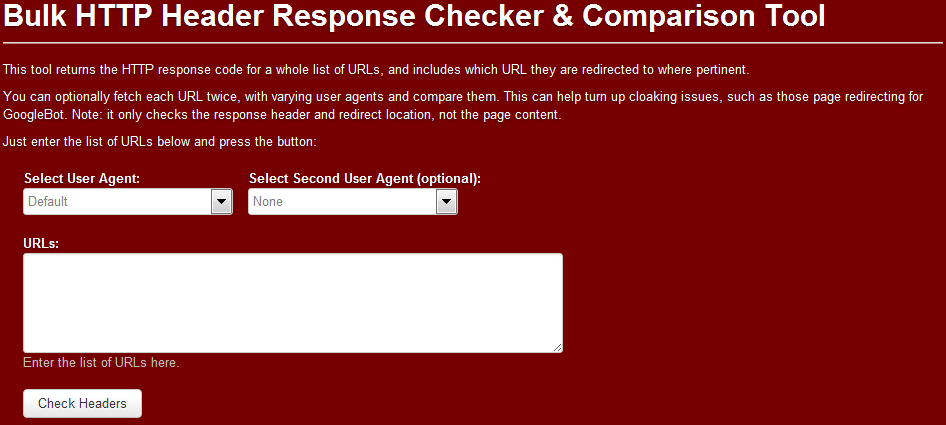 Bulk HTTP Header Response Checker & Comparison Tool
This tool returns the HTTP response code for a whole list of URLs, and includes which URL they are redirected to where pertinent.
You can optionally fetch each URL twice, with varying user agents and compare them. This can help turn up cloaking issues, such as those page redirecting for
GoogleBot. Note: it only checks the response header and redirect location, not the page content.
Just enter the list of URLs below and press the button:
Select User Agent: Select Second User Agent (optional):
Default None
URLs:
Enter the list of URLs here.
Check Headers